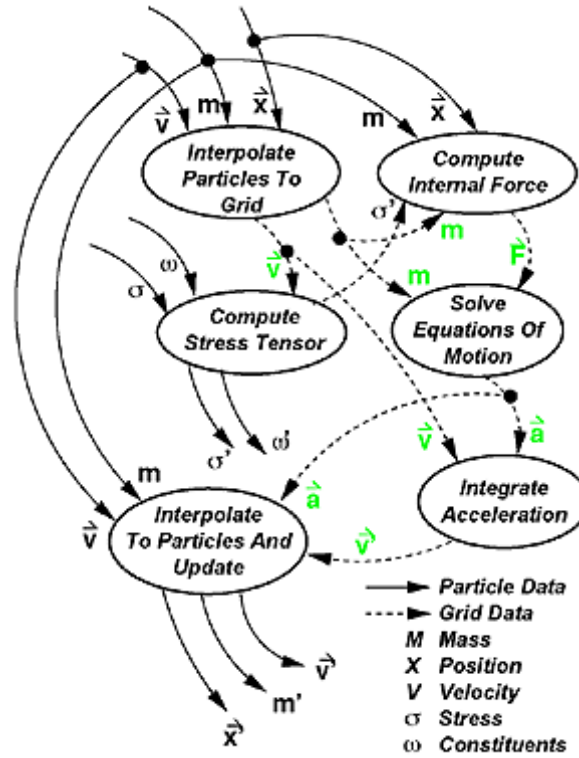 v⃗
m
x⃗
m
x⃗
Interpolate
Particles To
Grid
Compute
Internal Force
σ'
m
F⃗
ω
σ
v⃗
m
Compute
Stress Tensor
Solve
Equations Of
Motion
σ'
ω'
v⃗
a⃗
m
a⃗
v⃗
Interpolate
To Particles And
Update
Integrate
Acceleration
v⃗'
Particle Data
Grid Data
M Mass
X Position
V Velocity
σ Stress
ω Constituents
v⃗'
m'
x⃗'